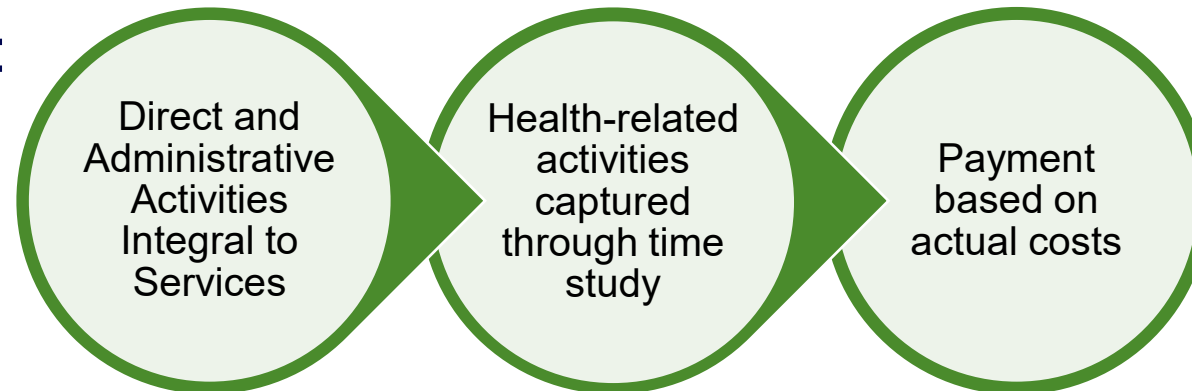 Direct and
Administrative
Activities
Integral to
Services
Health-related
activities
captured
through time
study
Payment
based on
actual costs